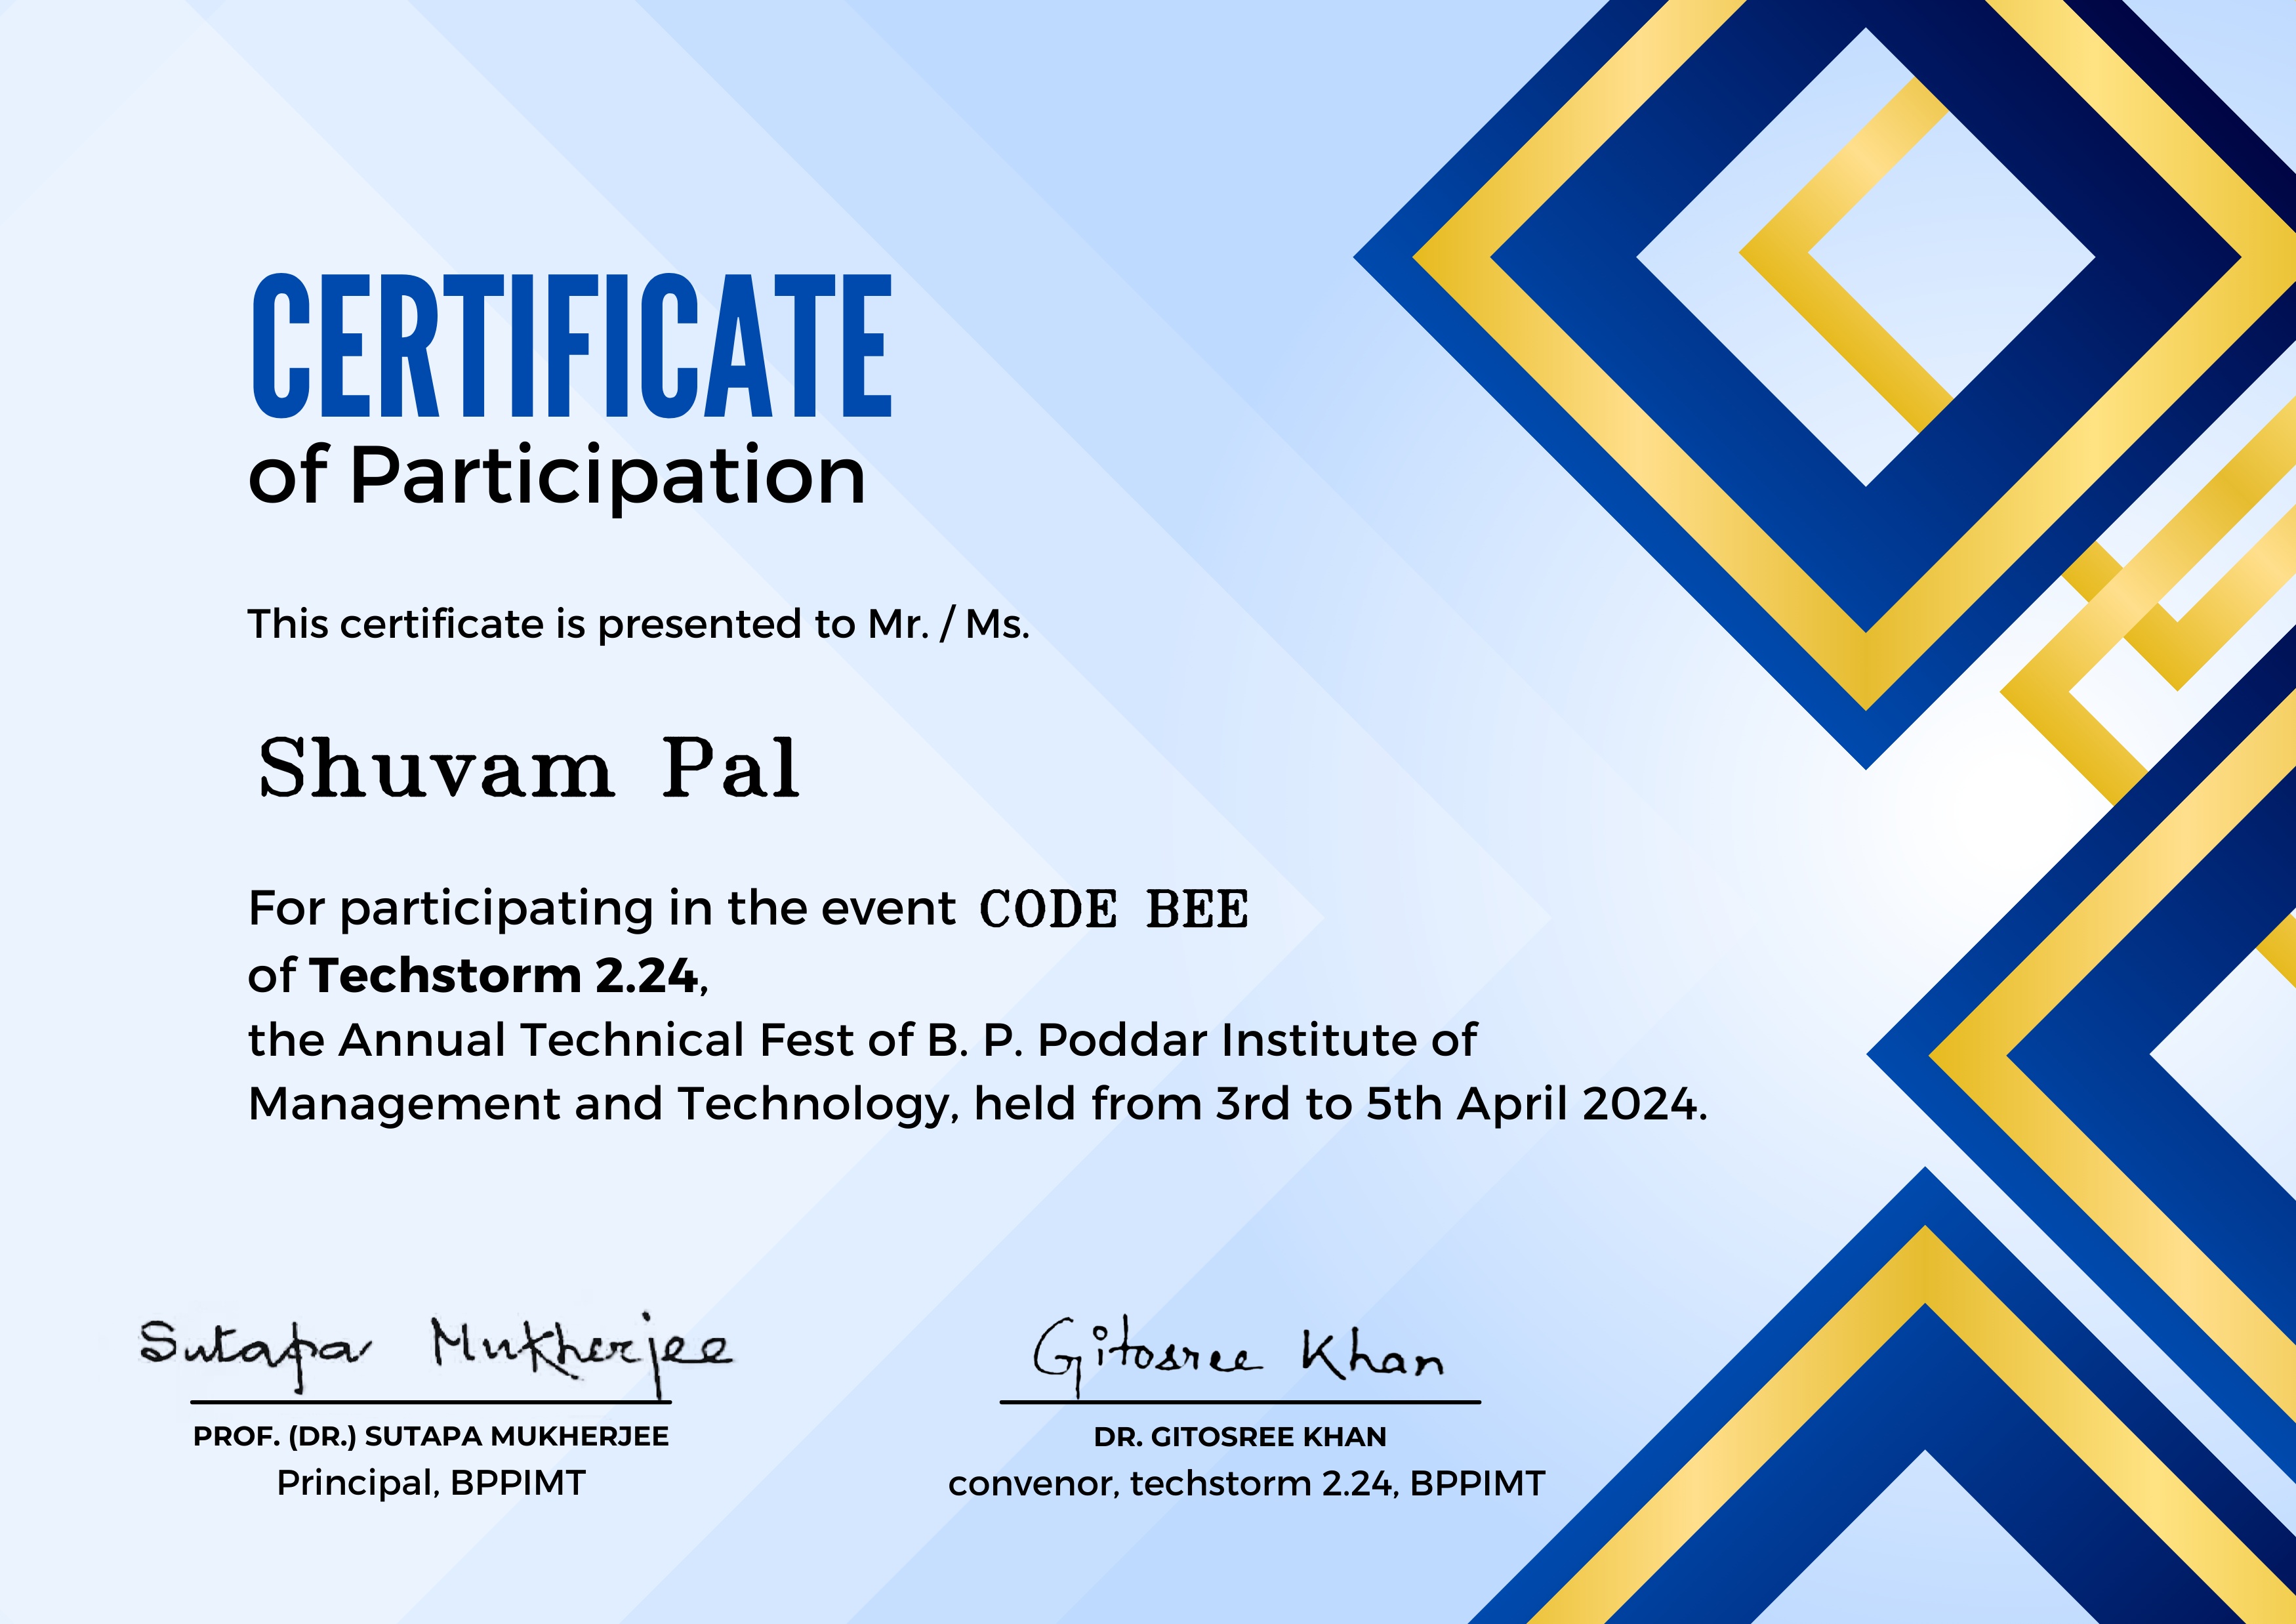 CERTIFICATE
of Participation
This certificate is presented to Mr. / Ms.
Shuvam Pal
For participating in the event CODE BEE
of Techstorm 2.24,
the Annual Technical Fest of B. P. Poddar Institute of
Management and Technology, held from 3rd to 5th April 2024.
Sutapa Mukherjee
PROF. (DR.) SUTAPA MUKHERJEE
Principal, BPPIMT
Gitosree Khan
DR. GITOSREE KHAN
convenor, techstorm 2.24, BPPIMT